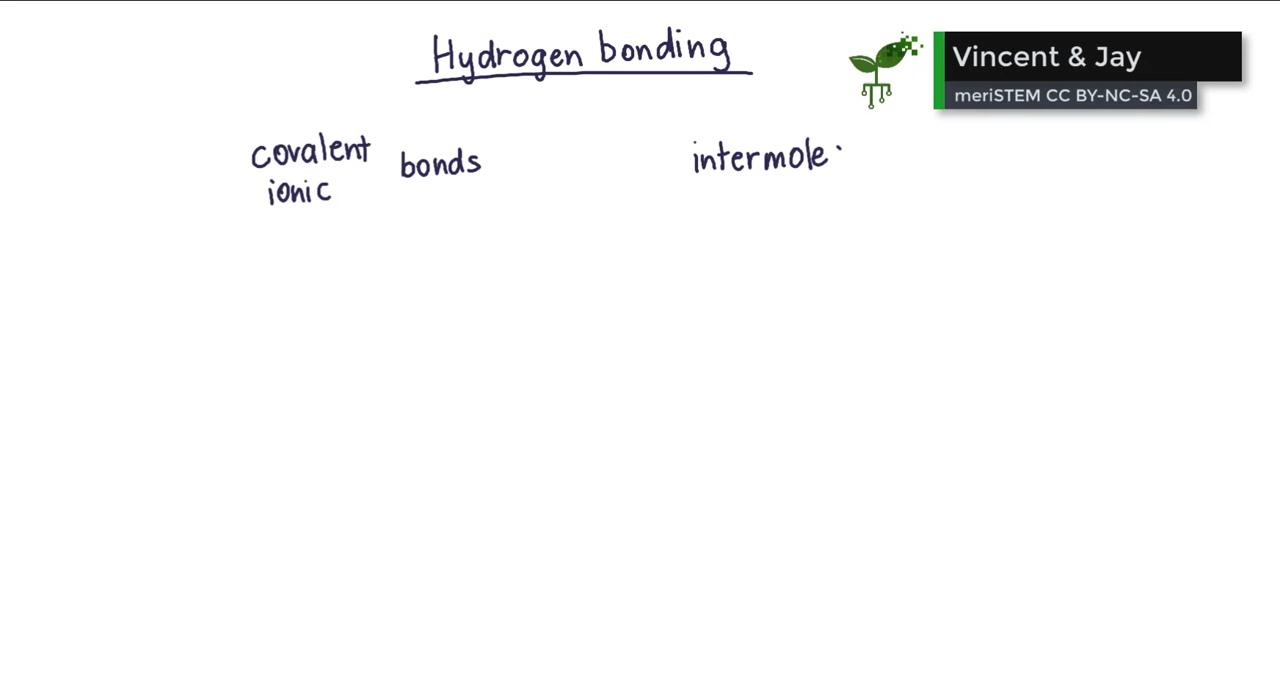 Hydrogen bonding
Vincent & Jay
meriSTEM CC BY-NC-SA 4.0
covalent bonds intermole
ionic